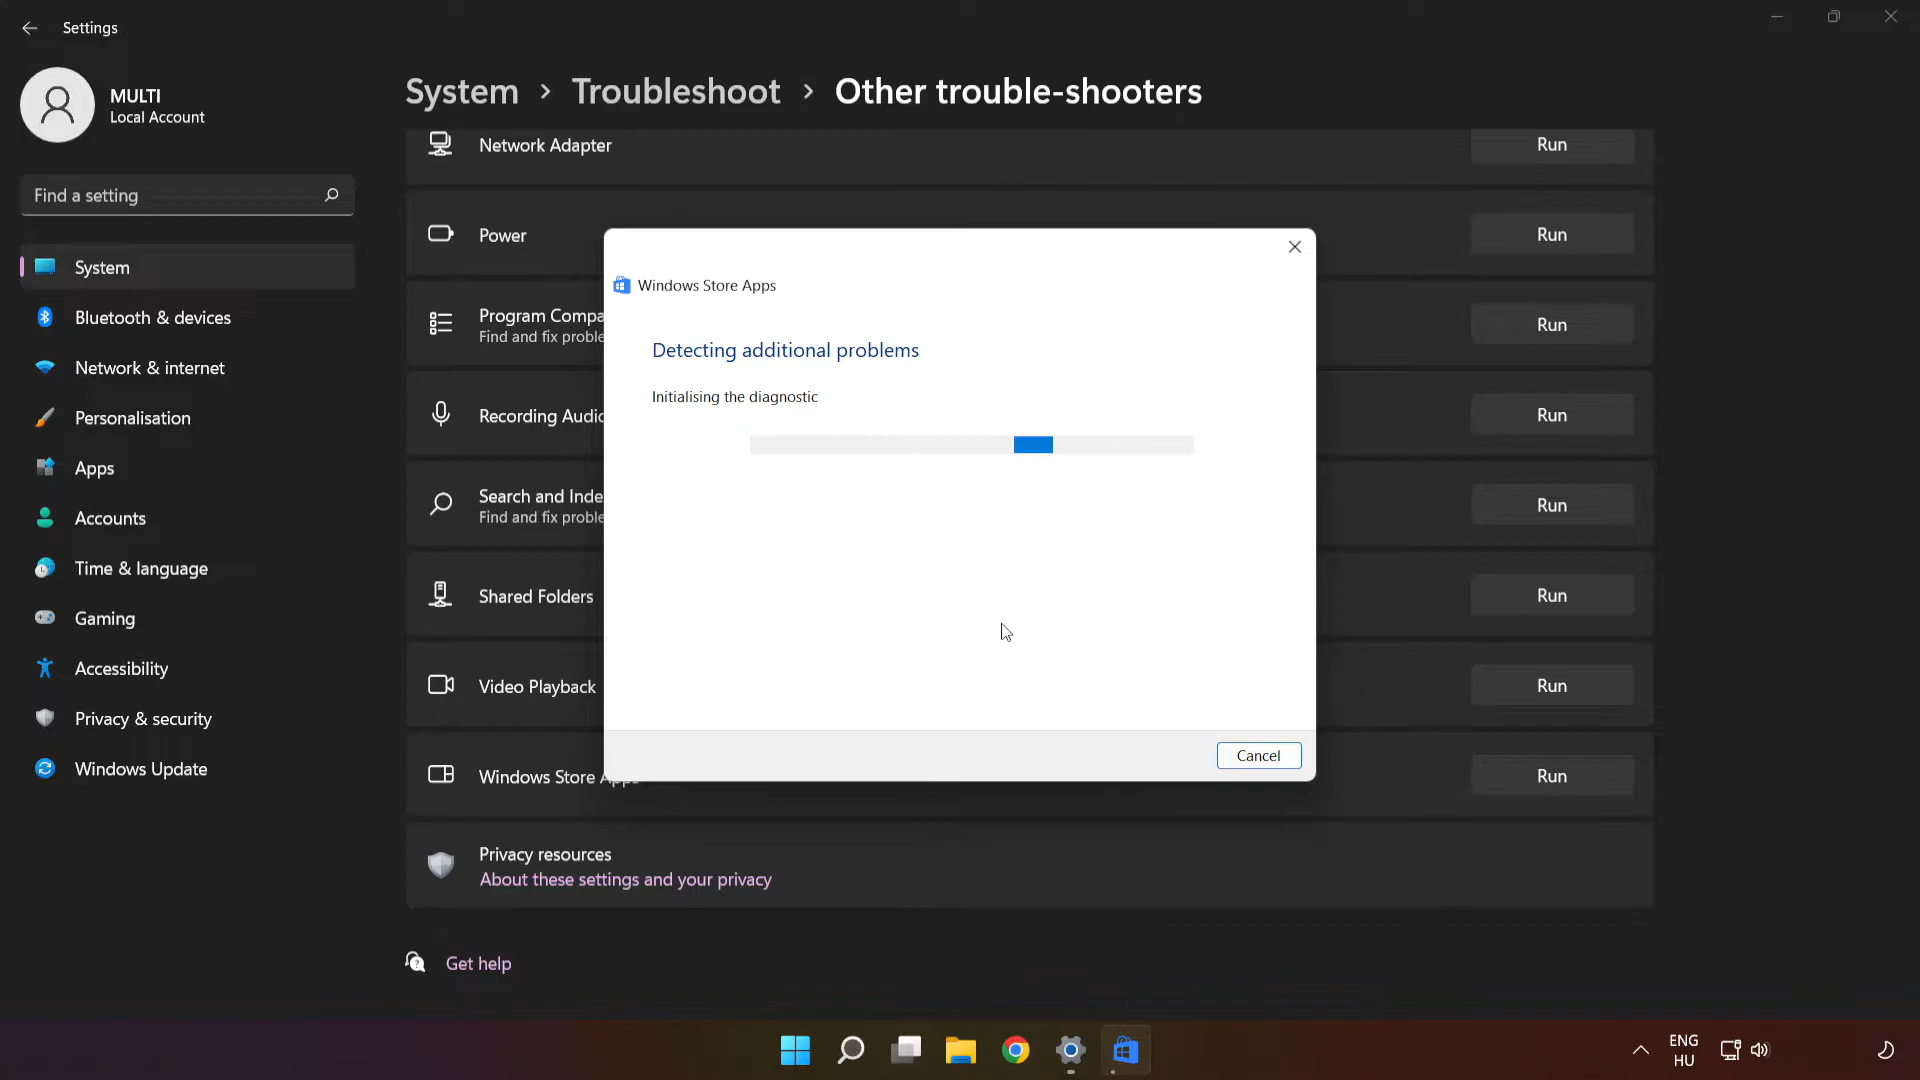 Settings
MULTI
Local Account
Find a setting
System
Bluetooth & devices
Network & internet
Personalisation
Apps
Accounts
Time & language
Gaming
Accessibility
Privacy & security
Windows Update
System > Troubleshoot > Other trouble-shooters
Network Adapter Run
Power Run
Program Compa Run
Find and fix proble
Recording Audio Run
Search and Inde Run
Find and fix proble
Shared Folders Run
Video Playback Run
Windows Store Apps Run
Privacy resources
About these settings and your privacy
Get help
Windows Store Apps
Detecting additional problems
Initialising the diagnostic
Cancel
ENG
HU